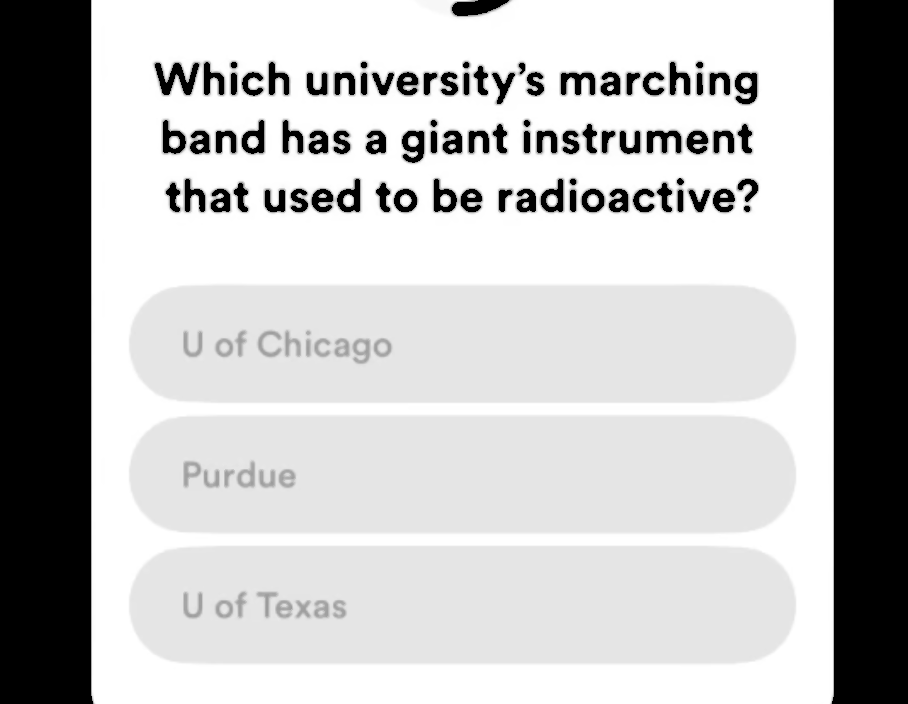 Which university’s marching
band has a giant instrument
that used to be radioactive?
U of Chicago
Purdue
U of Texas